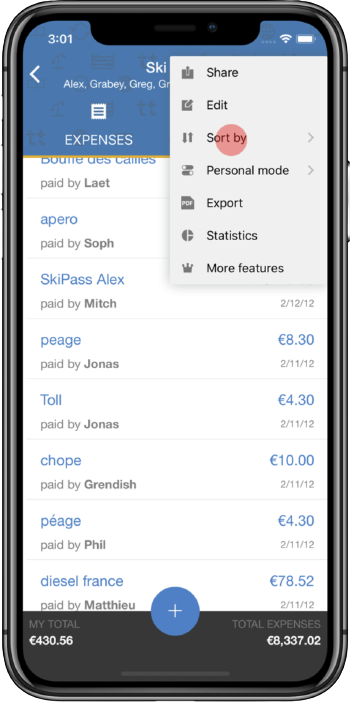 3:01
Ski
Alex, Grabey, Greg,
EXPENSES
Share
Edit
Sort by
Personal mode
PDF Export
Statistics
More features
Bouffe des cailles
paid by Laet
apero
paid by Soph
SkiPass Alex
paid by Mitch
2/12/12
peage
€8.30
paid by Jonas
2/11/12
Toll
€4.30
paid by Jonas
2/11/12
chope
€10.00
paid by Grendish
2/11/12
péage
€4.30
paid by Phil
2/11/12
diesel france
€78.52
paid by Matthieu
2/11/12
+
MY TOTAL
TOTAL EXPENSES
€430.56
€8,337.02